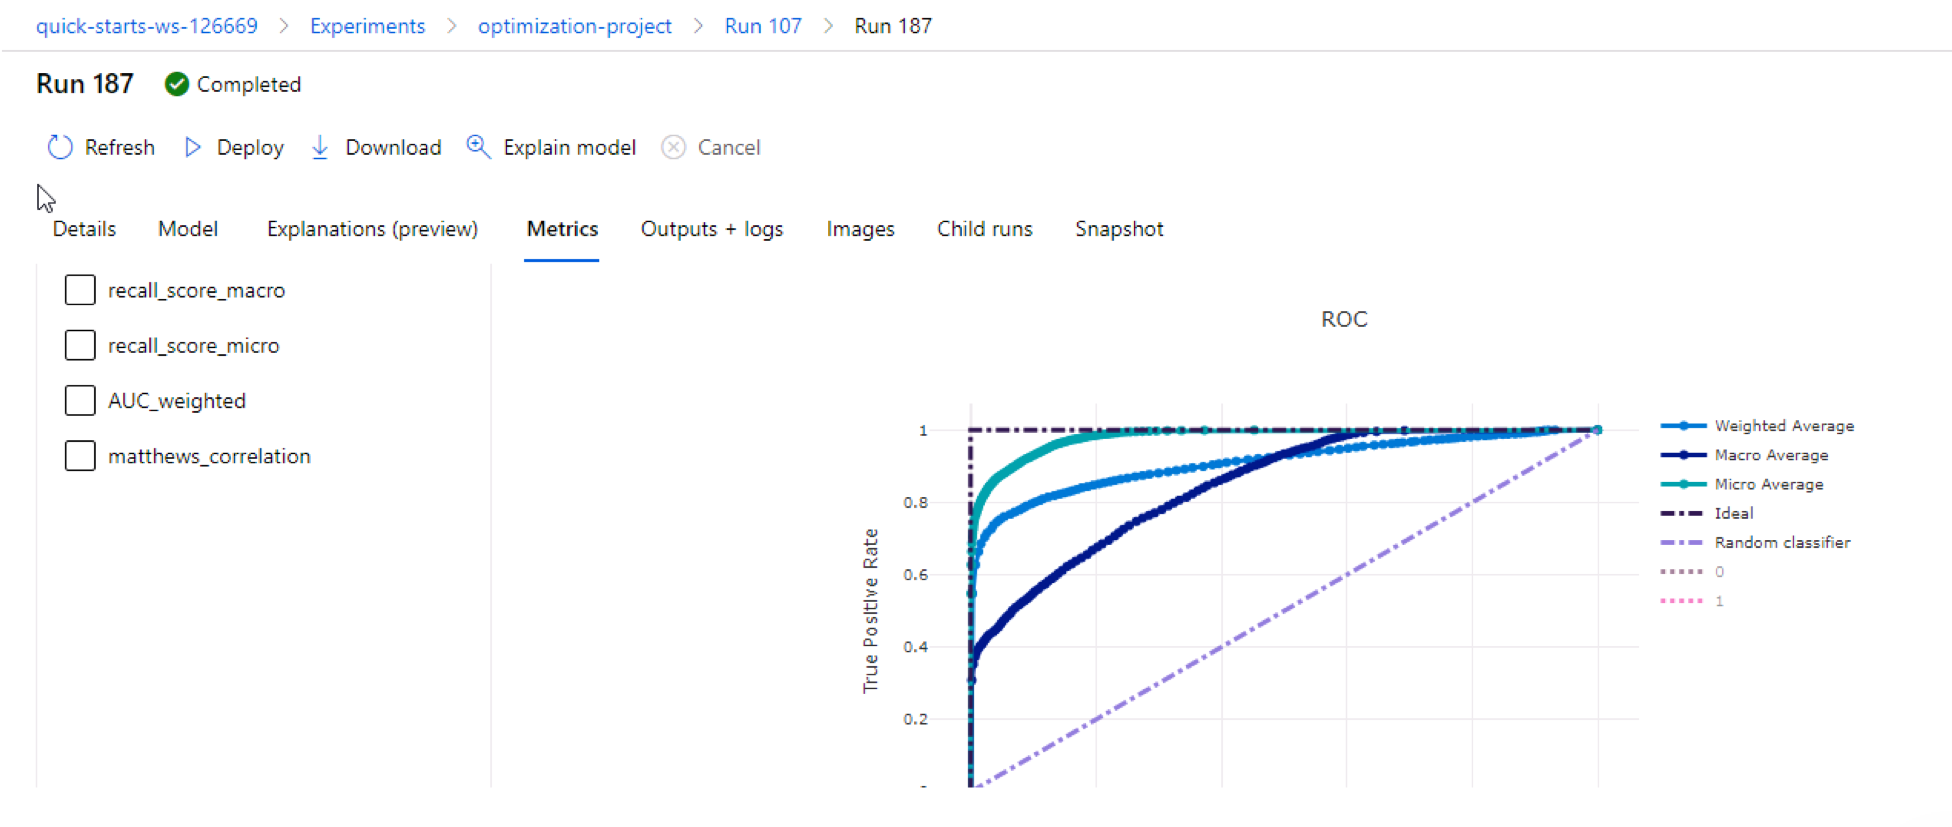 quick-starts-ws-126669 > Experiments > optimization-project > Run 107 > Run 187
Run 187 Completed
Refresh Deploy Download Explain model Cancel
Details Model Explanations (preview) Metrics Outputs + logs Images Child runs Snapshot
recall_score_macro
recall_score_micro
AUC_weighted
matthews_correlation
ROC
True Positive Rate
1
0.8
0.6
0.4
0.2
Weighted Average
Macro Average
Micro Average
Ideal
Random classifier
0
1